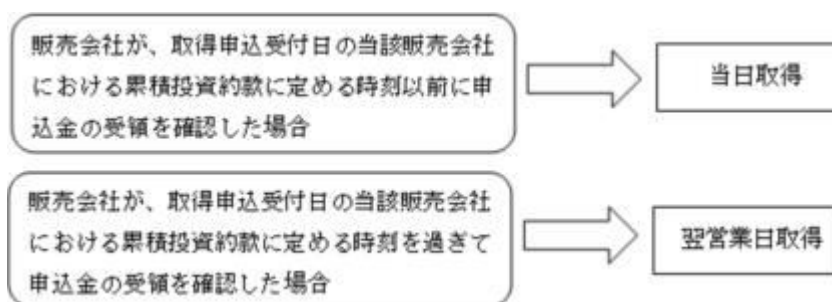 販売会社が、取得申込受付日の当該販売会社
における累積投資約款に定める時刻以前に申
込金の受領を確認した場合
当日取得
販売会社が、取得申込受付日の当該販売会社
における累積投資約款に定める時刻を過ぎて
申込金の受領を確認した場合
翌営業日取得